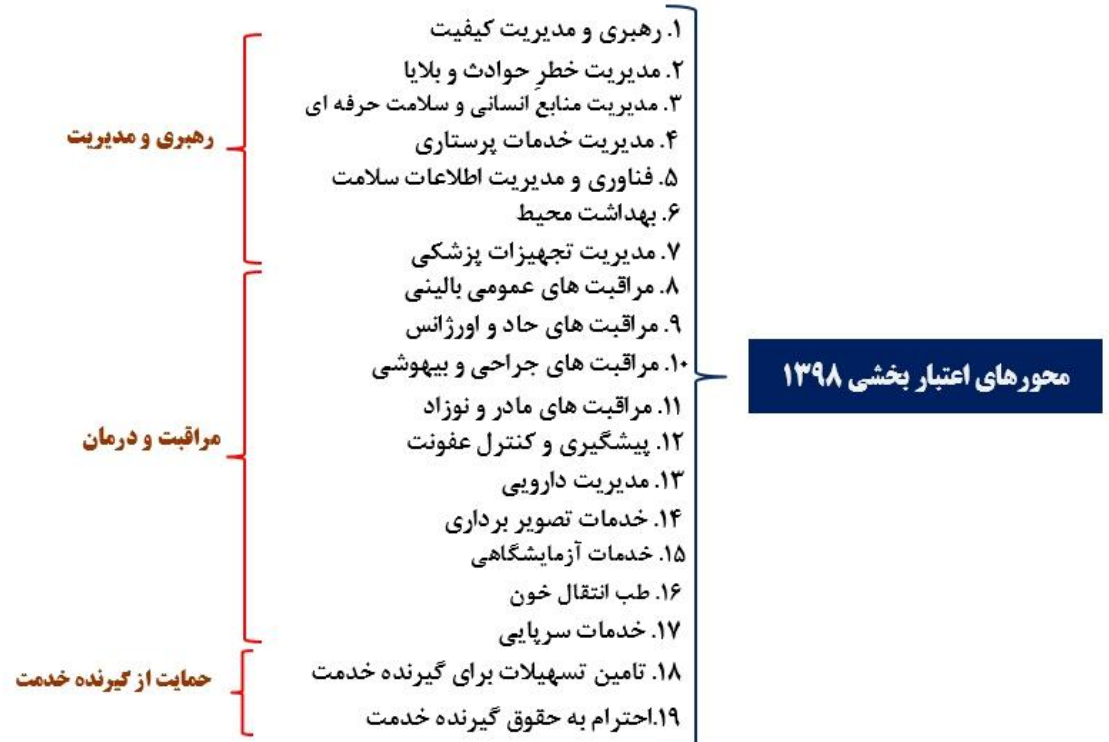 محورهای اعتبار بخشی ۱۳۹۸
رهبری و مدیریت
۱. رهبری و مدیریت کیفیت
۲. مدیریت خطرِ حوادث و بلایا
۳. مدیریت منابع انسانی و سلامت حرفه ای
۴. مدیریت خدمات پرستاری
۵. فناوری و مدیریت اطلاعات سلامت
۶. بهداشت محیط
۷. مدیریت تجهیزات پزشکی
مراقبت و درمان
۸. مراقبت های عمومی بالینی
۹. مراقبت های حاد و اورژانس
۱۰. مراقبت های جراحی و بیهوشی
۱۱. مراقبت های مادر و نوزاد
۱۲. پیشگیری و کنترل عفونت
۱۳. مدیریت دارویی
۱۴. خدمات تصویر برداری
۱۵. خدمات آزمایشگاهی
۱۶. طب انتقال خون
۱۷. خدمات سرپایی
حمایت از گیرنده خدمت
۱۸. تامین تسهیلات برای گیرنده خدمت
۱۹.احترام به حقوق گیرنده خدمت